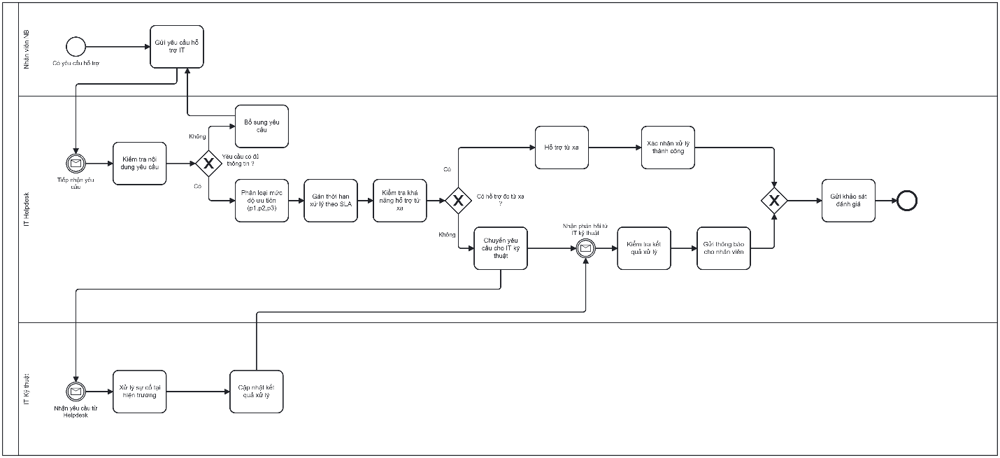 Nhân viên NB
Có yêu cầu hỗ trợ
Gửi yêu cầu hỗ
trợ IT
IT Helpdesk
Tiếp nhận yêu
cầu
Kiểm tra nội
dung yêu cầu
Không
Bổ sung yêu
cầu
Yêu cầu có đủ
thông tin ?
Có
Phân loại mức
độ ưu tiên
(p1,p2,p3)
Gán thời hạn
xử lý theo SLA
Kiểm tra khả
năng hỗ trợ từ
xa
Có
Có hỗ trợ đc từ xa
?
Không
Hỗ trợ từ xa
Xác nhận xử lý
thành công
Chuyển yêu
cầu cho IT kỹ
thuật
Nhận phản hồi từ
IT kỹ thuật
Kiểm tra kết
quả xử lý
Gửi thông báo
cho nhân viên
Gửi khảo sát
đánh giá
IT Kỹ thuật
Nhận yêu cầu từ
Helpdesk
Xử lý sự cố tại
hiện trường
Cập nhật kết
quả xử lý